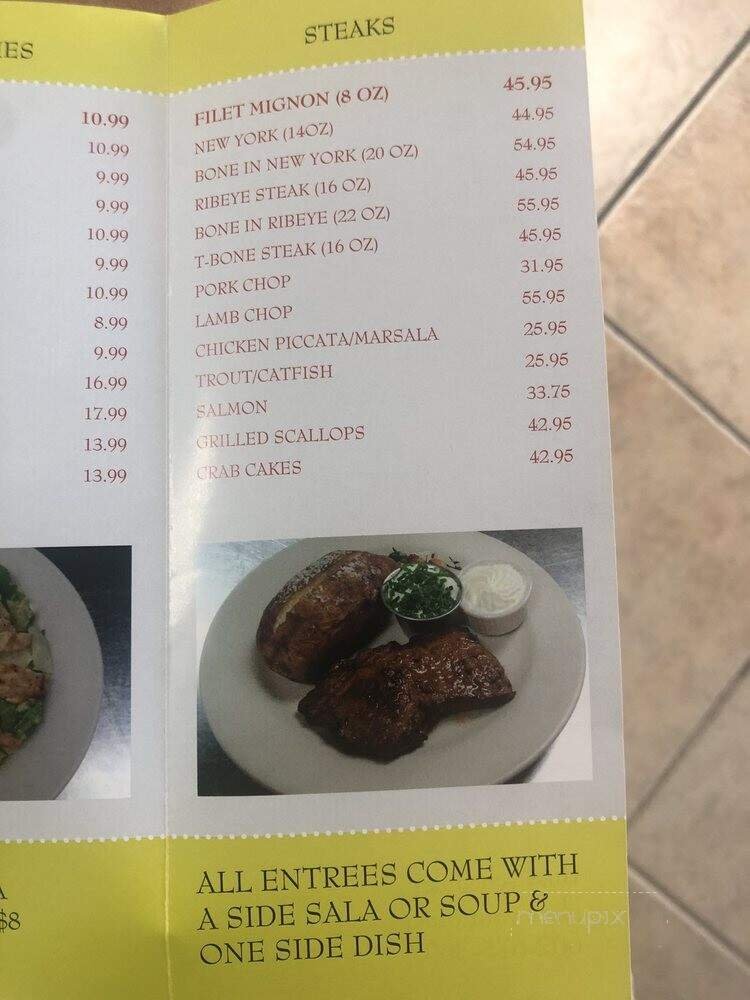 IES
10.99
10.99
9.99
9.99
10.99
9.99
10.99
8.99
9.99
16.99
17.99
13.99
13.99
$8
STEAKS
FILET MIGNON (8 OZ) 45.95
NEW YORK (14OZ) 44.95
BONE IN NEW YORK (20 OZ) 54.95
RIBEYE STEAK (16 OZ) 45.95
BONE IN RIBEYE (22 OZ) 55.95
T-BONE STEAK (16 OZ) 45.95
PORK CHOP 31.95
LAMB CHOP 55.95
CHICKEN PICCATA/MARSALA 25.95
TROUT/CATFISH 25.95
SALMON 33.75
GRILLED SCALLOPS 42.95
CRAB CAKES 42.95
ALL ENTREES COME WITH
A SIDE SALA OR SOUP &
ONE SIDE DISH
menupix